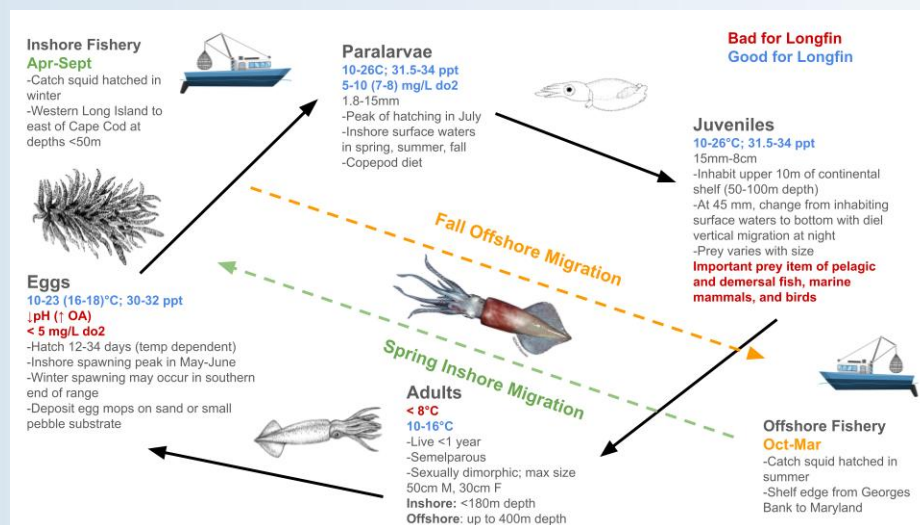 Inshore Fishery
Apr-Sept
-Catch squid hatched in
winter
-Western Long Island to
east of Cape Cod at
depths <50m
Paralarvae
10-26C; 31.5-34 ppt
5-10 (7-8) mg/L do2
1.8-15mm
-Peak of hatching in July
-Inshore surface waters
in spring, summer, fall
-Copepod diet
Bad for Longfin
Good for Longfin
Juveniles
10-26°C; 31.5-34 ppt
15mm-8cm
-Inhabit upper 10m of continental
shelf (50-100m depth)
-At 45 mm, change from inhabiting
surface waters to bottom with diel
vertical migration at night
-Prey varies with size
Important prey item of pelagic
and demersal fish, marine
mammals, and birds
Fall Offshore Migration
Spring Inshore Migration
Eggs
10-23 (16-18)°C; 30-32 ppt
↓pH (↑ OA)
< 5 mg/L do2
-Hatch 12-34 days (temp dependent)
-Inshore spawning peak in May-June
-Winter spawning may occur in southern
end of range
-Deposit egg mops on sand or small
pebble substrate
Adults
< 8°C
10-16°C
-Live <1 year
-Semelparous
-Sexually dimorphic; max size
50cm M, 30cm F
Inshore: <180m depth
Offshore: up to 400m depth
Offshore Fishery
Oct-Mar
-Catch squid hatched in
summer
-Shelf edge from Georges
Bank to Maryland